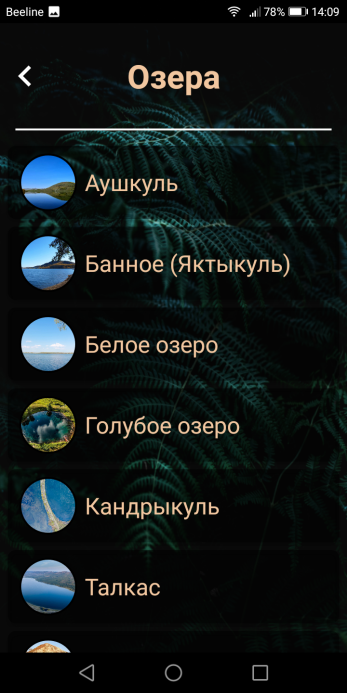 Beeline 78% 14:09
Озера
Аушкуль
Банное (Яктыкуль)
Белое озеро
Голубое озеро
Кандрыкуль
Талкас